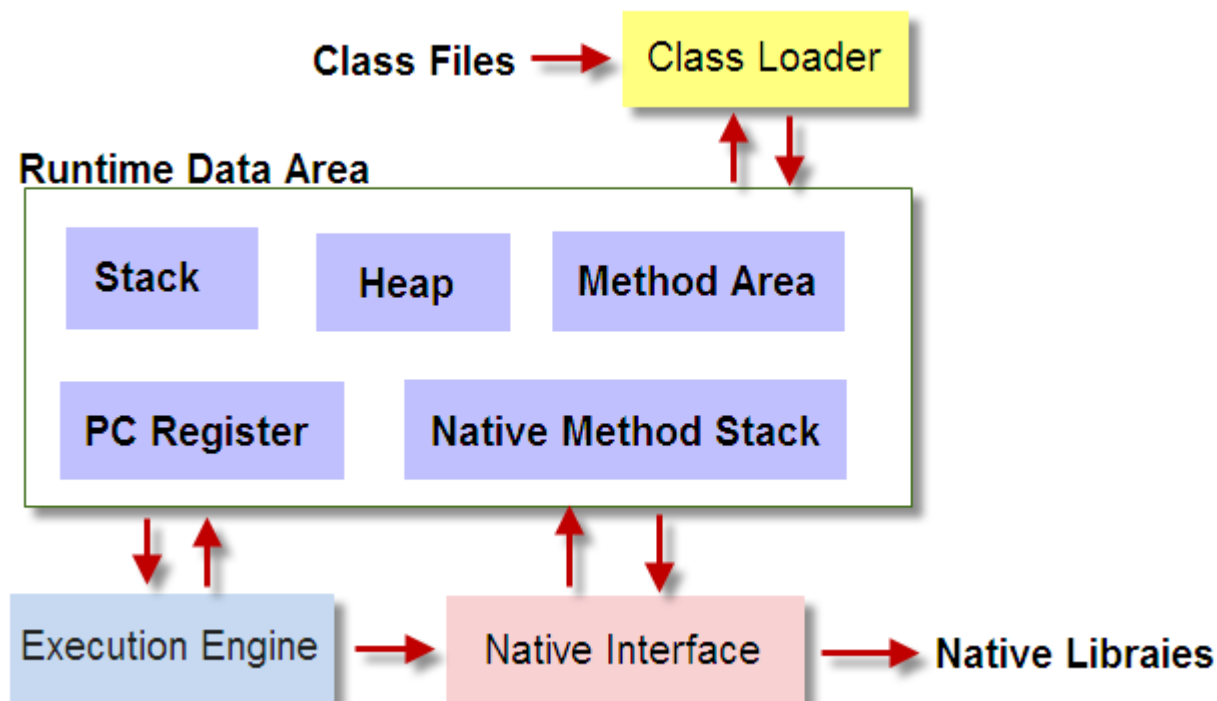 Class Files
Class Loader
Runtime Data Area
Stack
Heap
Method Area
PC Register
Native Method Stack
Execution Engine
Native Interface
Native Libraies